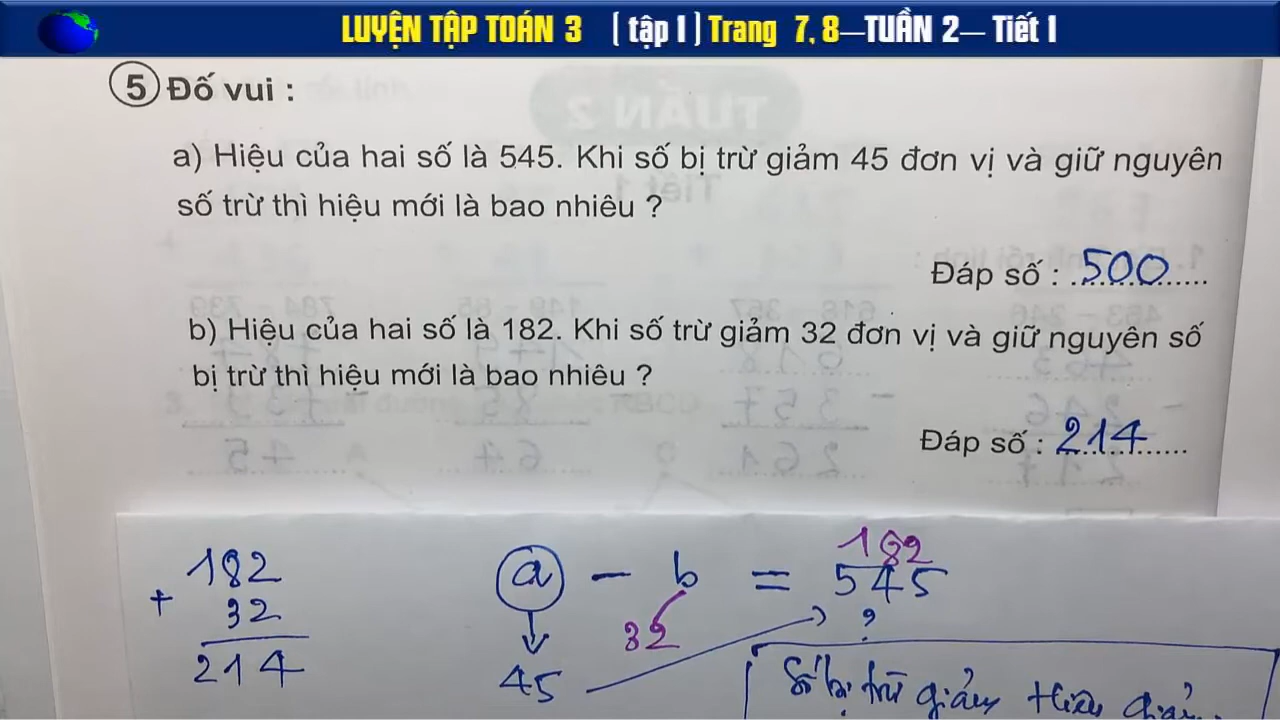 LUYỆN TẬP TOÁN 3 ( tập 1 ) Trang 7, 8–TUẦN 2– Tiết 1
5 Đố vui :
a) Hiệu của hai số là 545. Khi số bị trừ giảm 45 đơn vị và giữ nguyên
số trừ thì hiệu mới là bao nhiêu ?
Đáp số : 500
b) Hiệu của hai số là 182. Khi số trừ giảm 32 đơn vị và giữ nguyên số
bị trừ thì hiệu mới là bao nhiêu ?
Đáp số : 214
182
182 a - b = 545
+ 32 32 ?
214 45
Số bị trừ giảm Hiệu